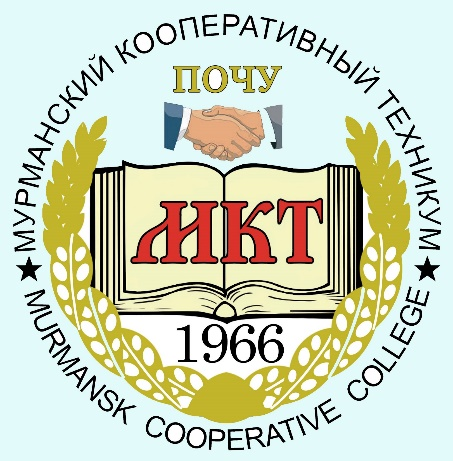 МУРМАНСКИЙ КООПЕРАТИВНЫЙ ТЕХНИКУМ
ПОЧУ
МКТ
1966
MURMANSK COOPERATIVE COLLEGE